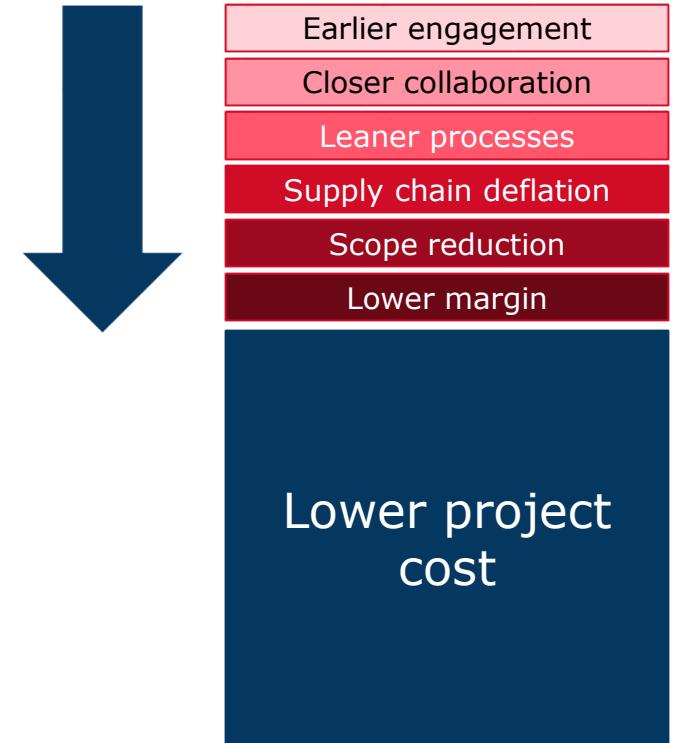 Earlier engagement
Closer collaboration
Leaner processes
Supply chain deflation
Scope reduction
Lower margin
Lower project
cost